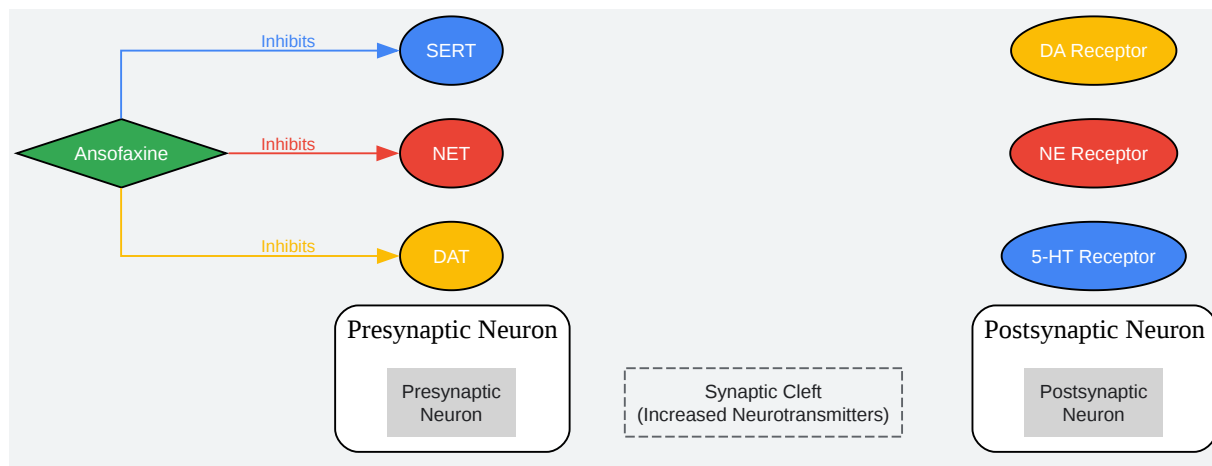 Inhibits
SERT
DA Receptor
Ansofaxine
Inhibits
NET
NE Receptor
Inhibits
DAT
5-HT Receptor
Presynaptic Neuron
Postsynaptic Neuron
Presynaptic
Neuron
Synaptic Cleft
(Increased Neurotransmitters)
Postsynaptic
Neuron